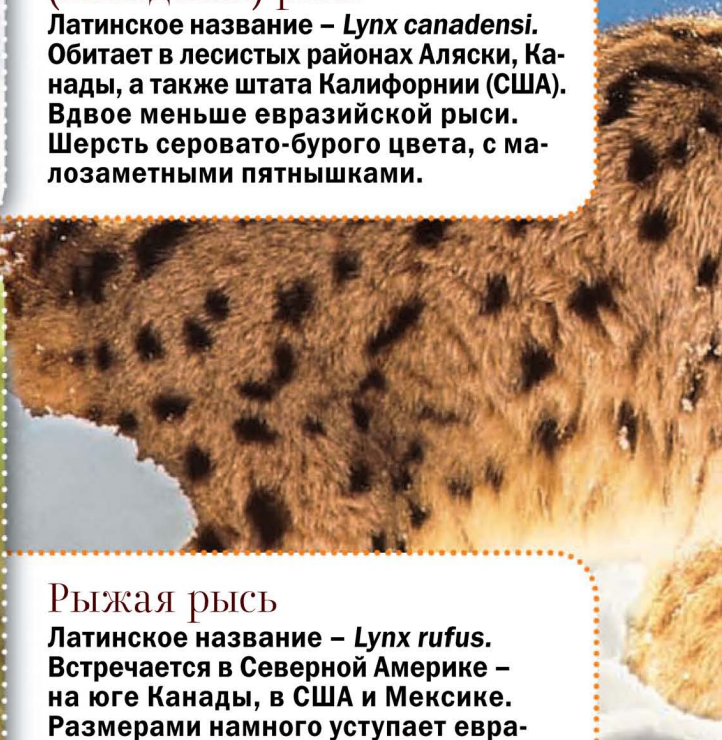 Латинское название – Lynx canadensi.
Обитает в лесистых районах Аляски, Ка-
нады, а также штата Калифорнии (США).
Вдвое меньше евразийской рыси.
Шерсть серовато-бурого цвета, с ма-
лозаметными пятнышками.
Рыжая рысь
Латинское название – Lynx rufus.
Встречается в Северной Америке –
на юге Канады, в США и Мексике.
Размерами намного уступает евра-